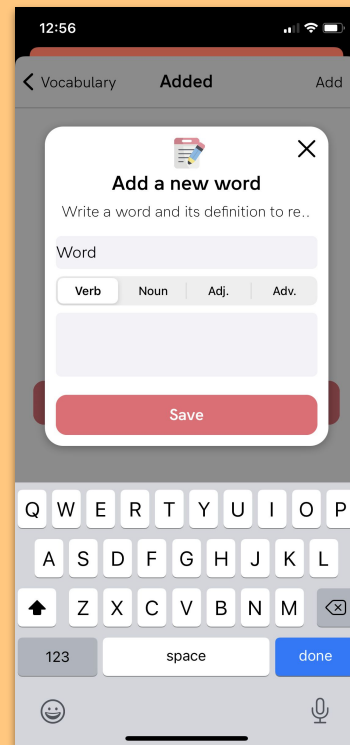 12:56
Vocabulary Added Add
Add a new word
Write a word and its definition to re..
Word
Verb Noun Adj. Adv.
Save
Q W E R T Y U I O P
A S D F G H J K L
Z X C V B N M
123 space done